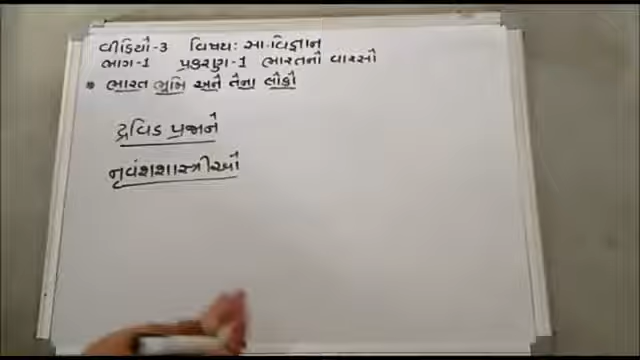 વીડિયો-3 વિષય: સા.વિજ્ઞાન
ભાગ-1 પ્રકરણ-1 ભારતનો વારસો
* ભારત ભૂમિ અને તેના લોકો
દ્રવિડ પ્રજાને
નૃવંશશાસ્ત્રીઓ